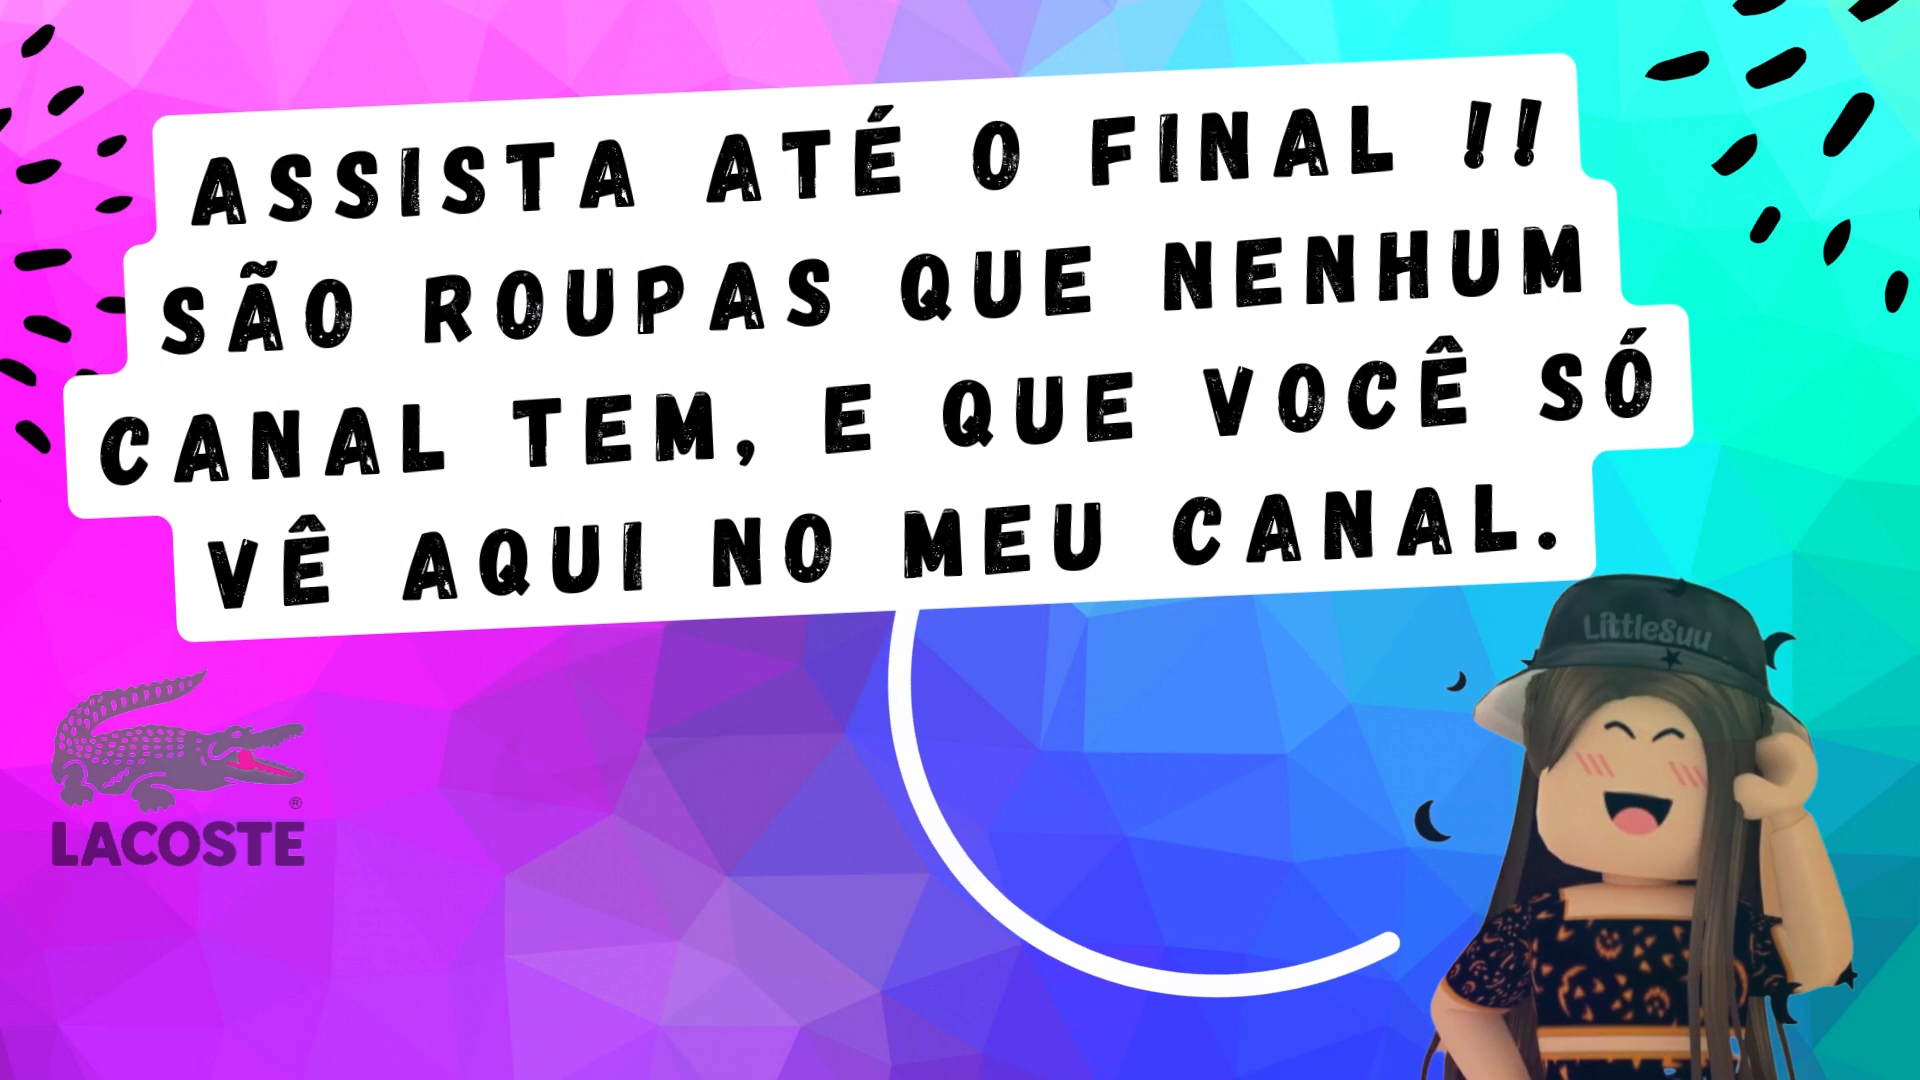 ASSISTA ATÉ O FINAL !!
SÃO ROUPAS QUE NENHUM
CANAL TEM, E QUE VOCÊ SÓ
VÊ AQUI NO MEU CANAL.
LittleSuu
®
LACOSTE